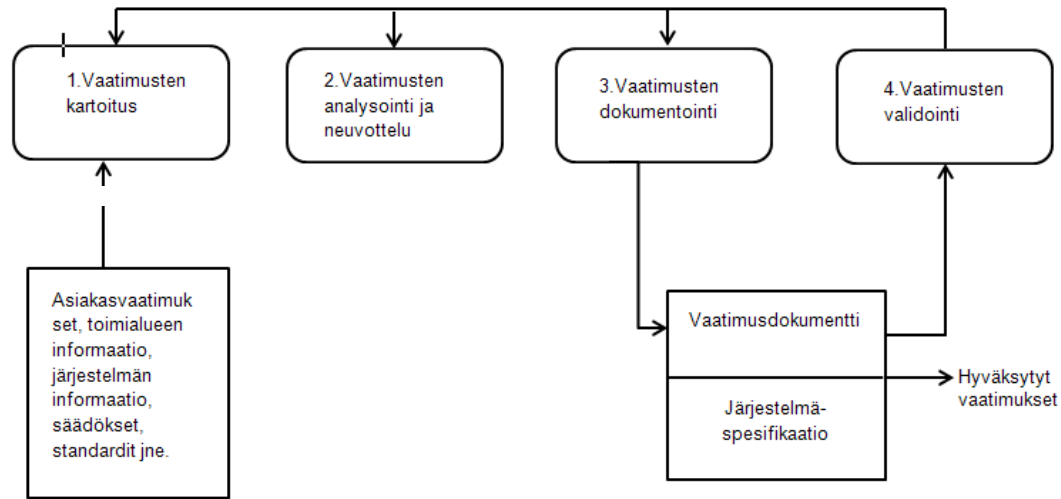 1.Vaatimusten
kartoitus
2.Vaatimusten
analysointi ja
neuvottelu
3.Vaatimusten
dokumentointi
4.Vaatimusten
validointi
Asiakasvaatimuk
set, toimialueen
informaatio,
järjestelmän
informaatio,
säädökset,
standardit jne.
Vaatimusdokumentti
Järjestelmä-
spesifikaatio
Hyväksytyt
vaatimukset